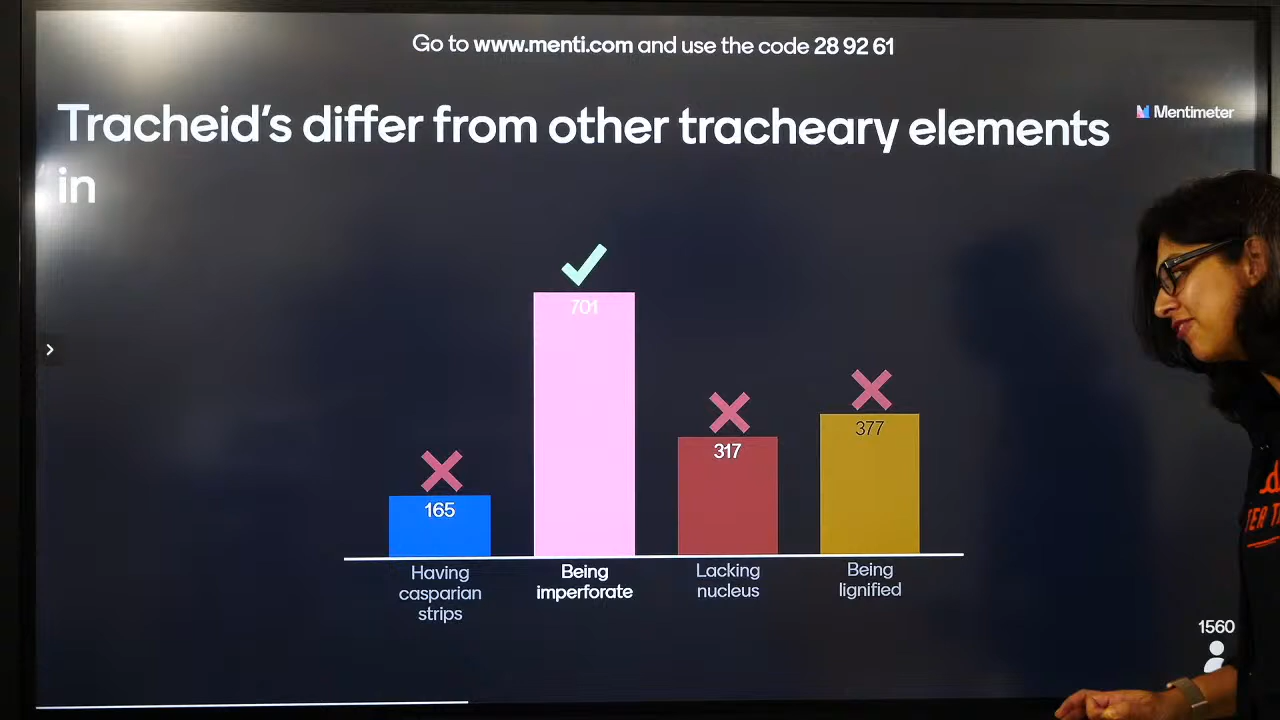 Go to www.menti.com and use the code 28 92 61
Tracheid's differ from other tracheary elements
in
Mentimeter
701
377
317
165
Having
casparian
strips
Being
imperforate
Lacking
nucleus
Being
lignified
1560